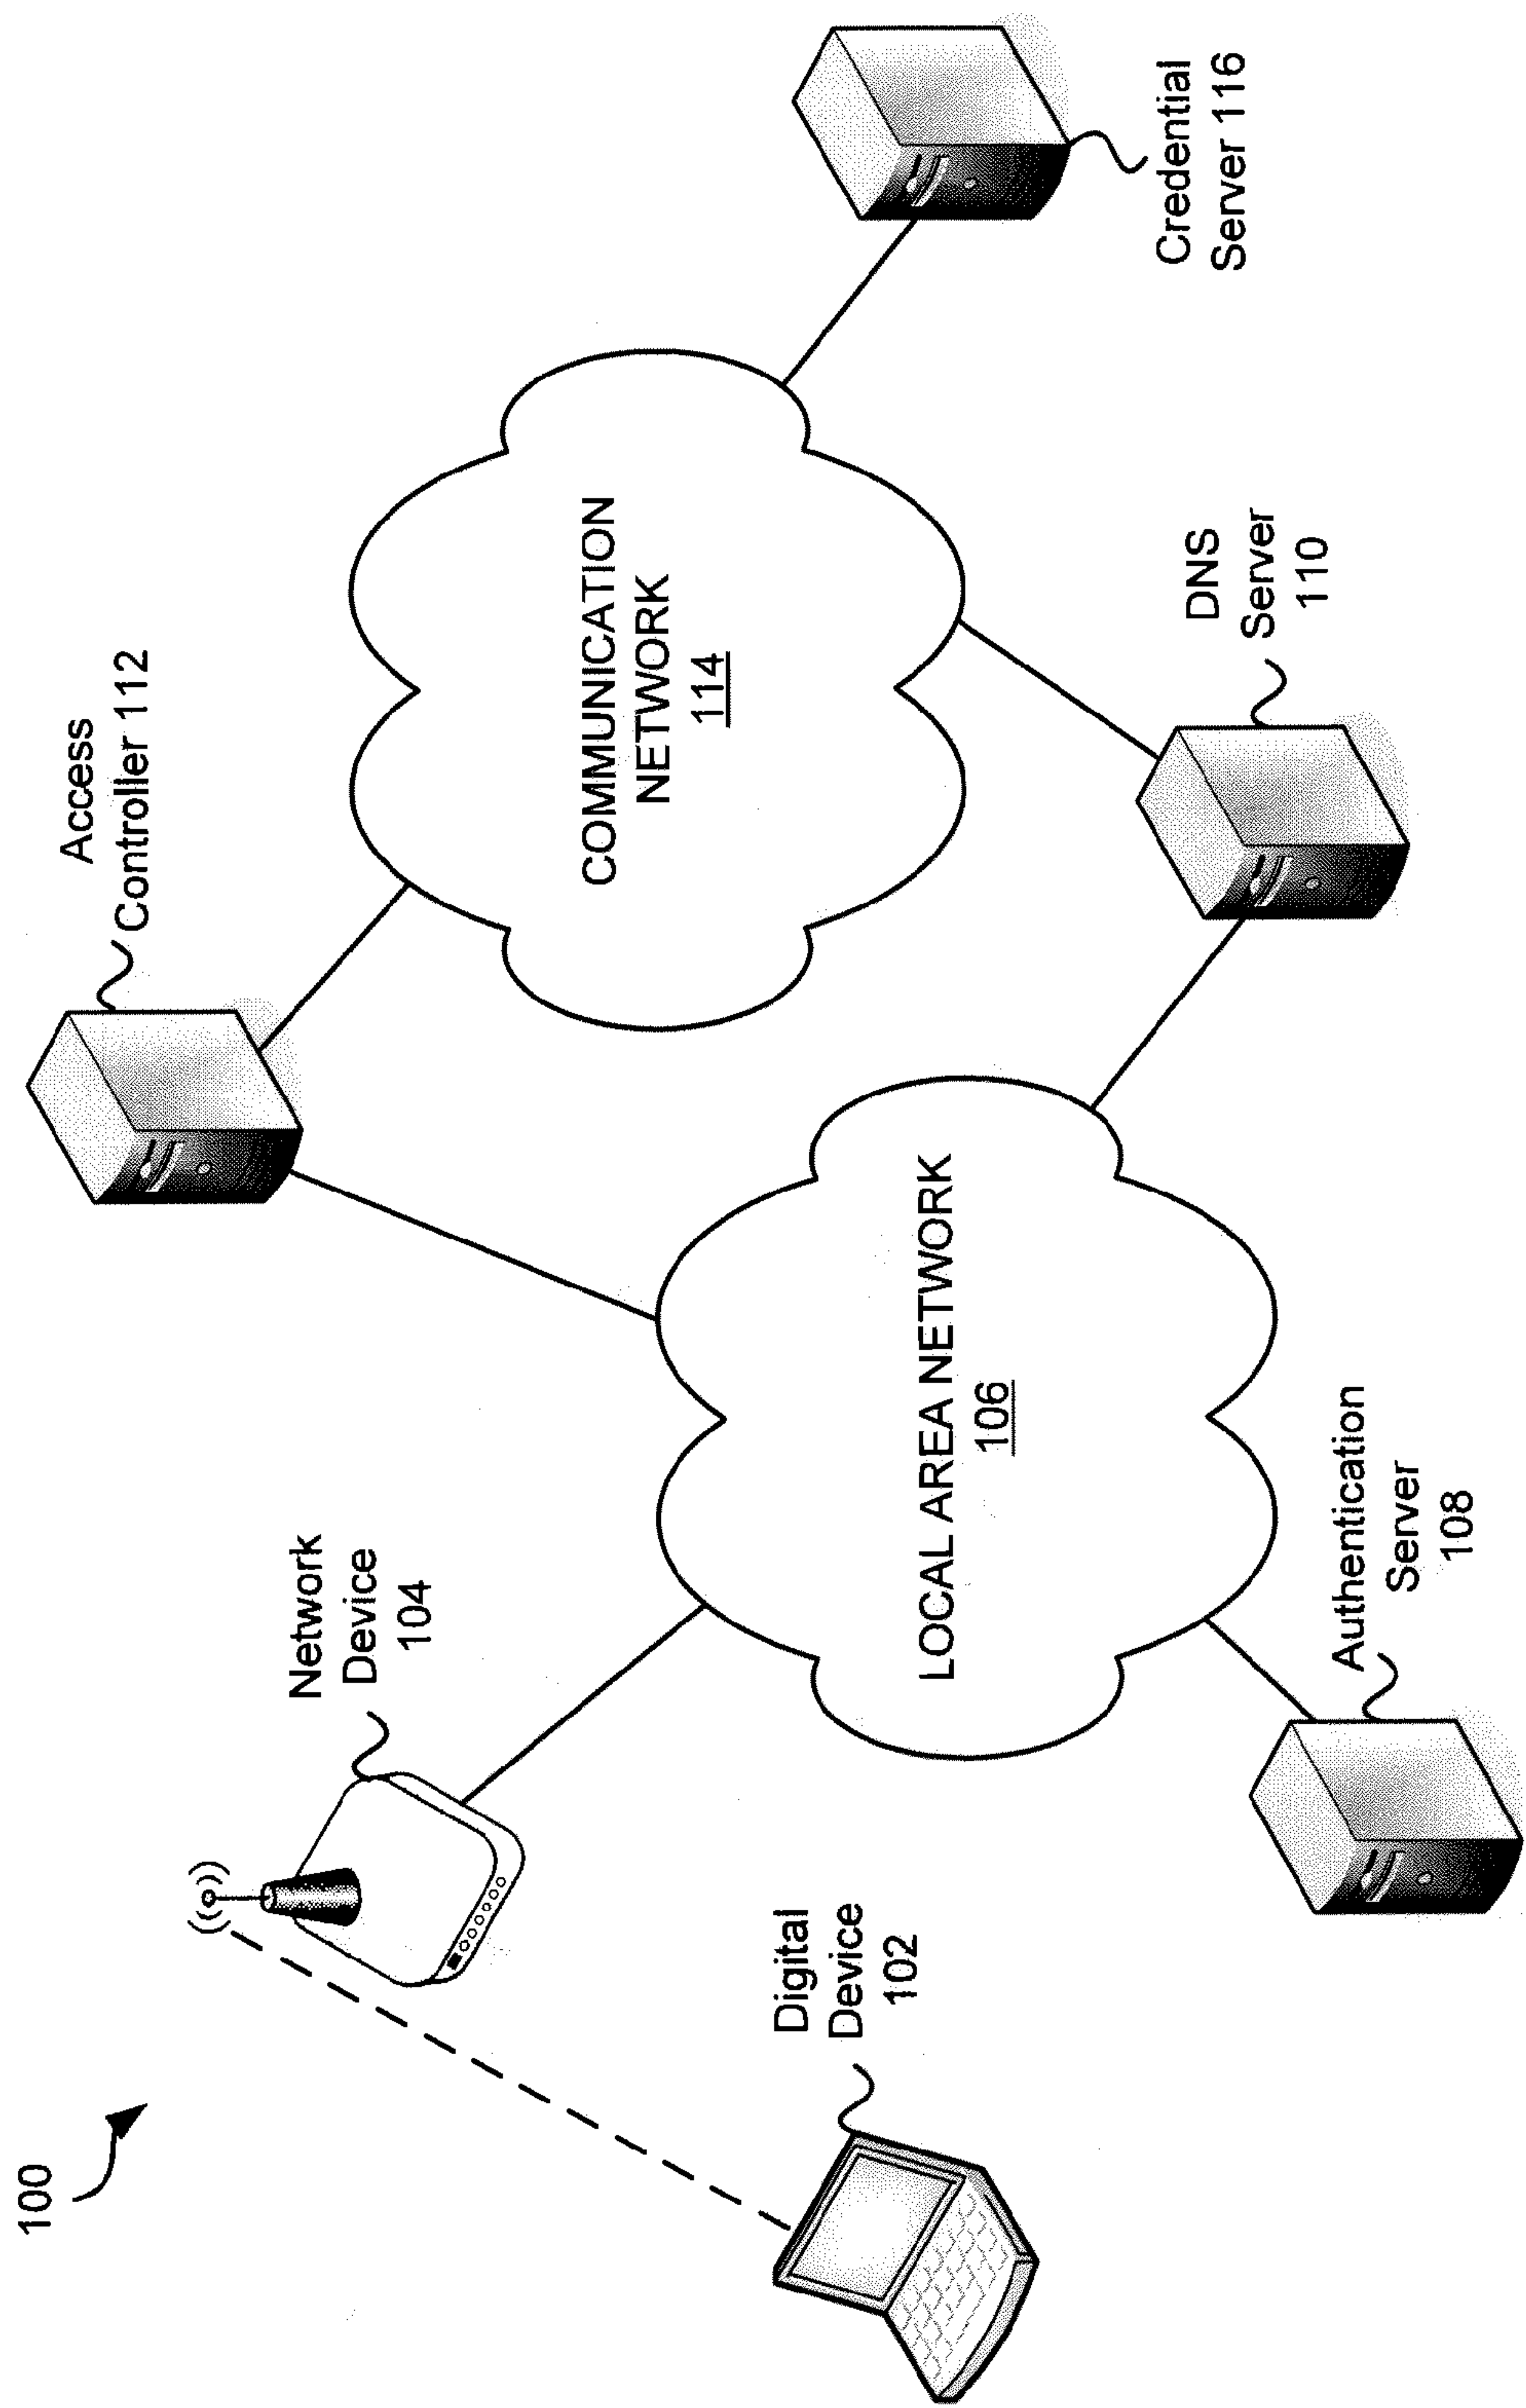 100
Access
Controller 112
Network
Device
104
COMMUNICATION
NETWORK
114
Digital
Device
102
LOCAL AREA NETWORK
106
Credential
Server 116
DNS
Server
110
Authentication
Server
108